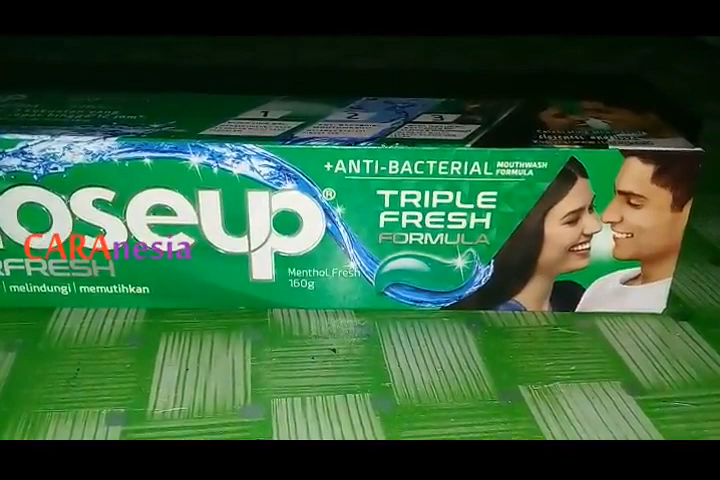 1 2 3
+ANTI-BACTERIAL MOUTHWASH FORMULA
oseup®
TRIPLE
FRESH
FORMULA
CARAnesia
RFRESH
Menthol Fresh
160g
| melindungi | memutihkan